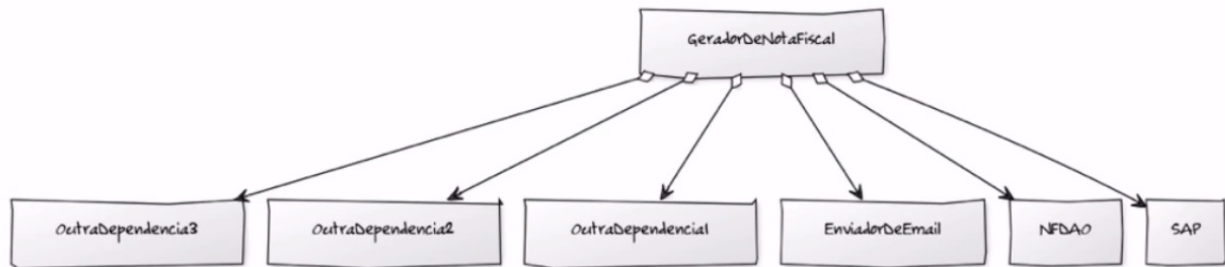 GeradorDeNotaFiscal
OutraDependencia3
OutraDependencia2
OutraDependencia1
EnviadorDeEmail
NFDAO
SAP